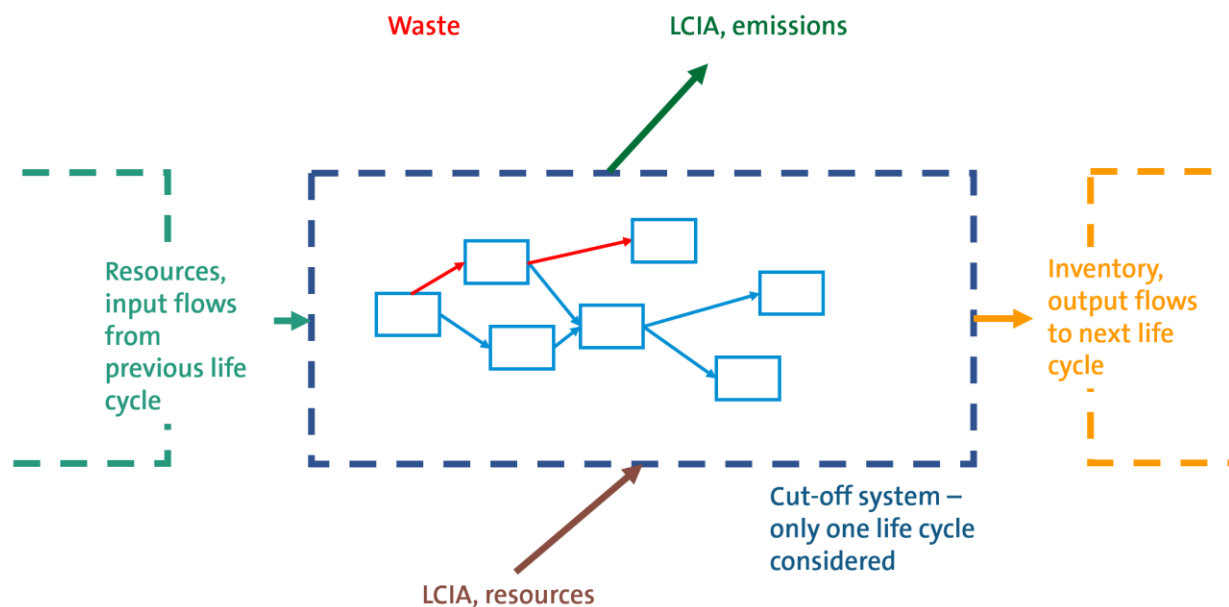 Waste
LCIA, emissions
Resources,
input flows
from
previous life
cycle
Inventory,
output flows
to next life
cycle
Cut-off system –
only one life cycle
considered
LCIA, resources